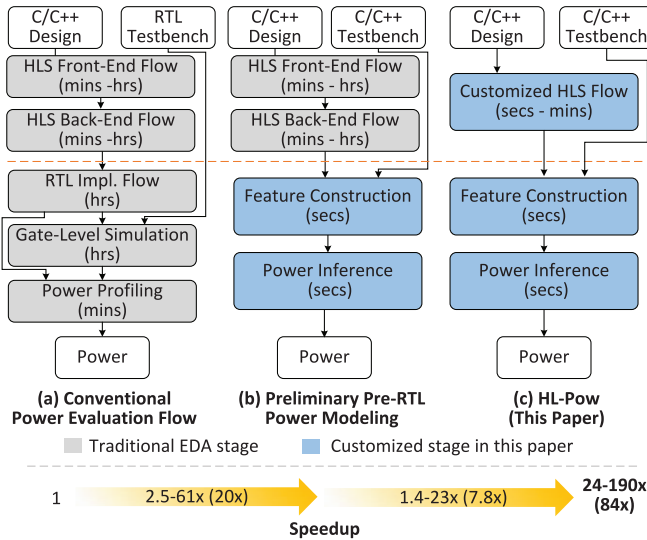 C/C++
Design
RTL
Testbench
HLS Front-End Flow
(mins -hrs)
HLS Back-End Flow
(mins -hrs)
RTL Impl. Flow
(hrs)
Gate-Level Simulation
(hrs)
Power Profiling
(mins)
Power
(a) Conventional
Power Evaluation Flow
C/C++
Design
C/C++
Testbench
HLS Front-End Flow
(mins - hrs)
HLS Back-End Flow
(mins - hrs)
Feature Construction
(secs)
Power Inference
(secs)
Power
(b) Preliminary Pre-RTL
Power Modeling
C/C++
Design
C/C++
Testbench
Customized HLS Flow
(secs - mins)
Feature Construction
(secs)
Power Inference
(secs)
Power
(c) HL-Pow
(This Paper)
Traditional EDA stage
Customized stage in this paper
1
2.5-61x (20x)
1.4-23x (7.8x)
24-190x
(84x)
Speedup